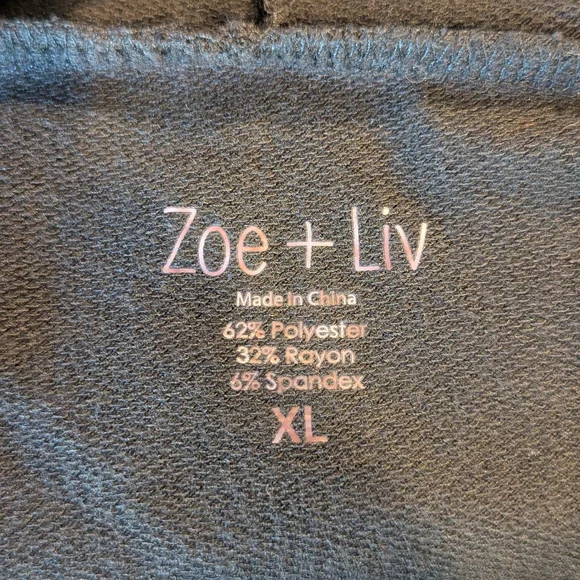 Zoe + Liv
Made In China
62% Polyester
32% Rayon
6% Spandex
XL